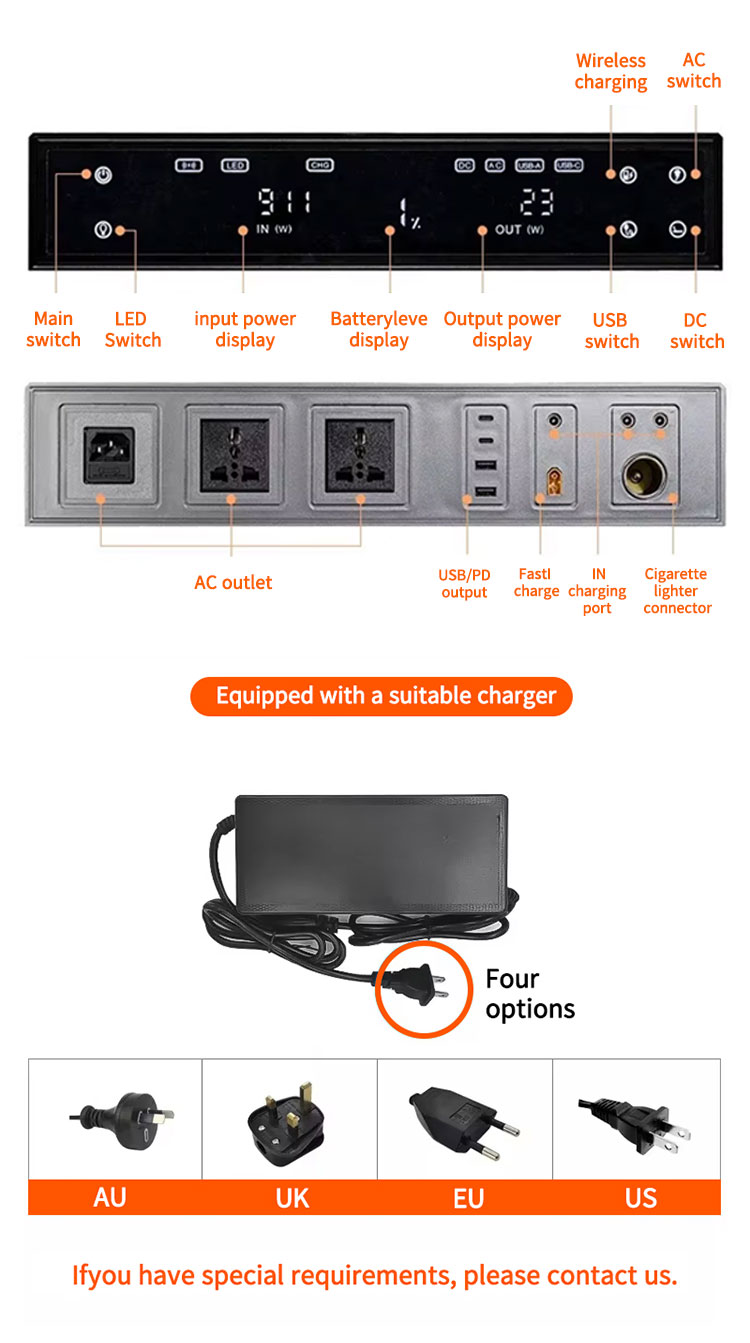 Wireless
charging
AC
switch
LED
CHG
DC
AC
USB-A
USB-C
911
IN (W)
1%
23
OUT (W)
Main
switch
LED
Switch
input power
display
Batteryleve
display
Output power
display
USB
switch
DC
switch
AC outlet
USB/PD
output
Fastl
charge
IN
charging
port
Cigarette
lighter
connector
Equipped with a suitable charger
Four
options
AU
UK
EU
US
Ifyou have special requirements, please contact us.